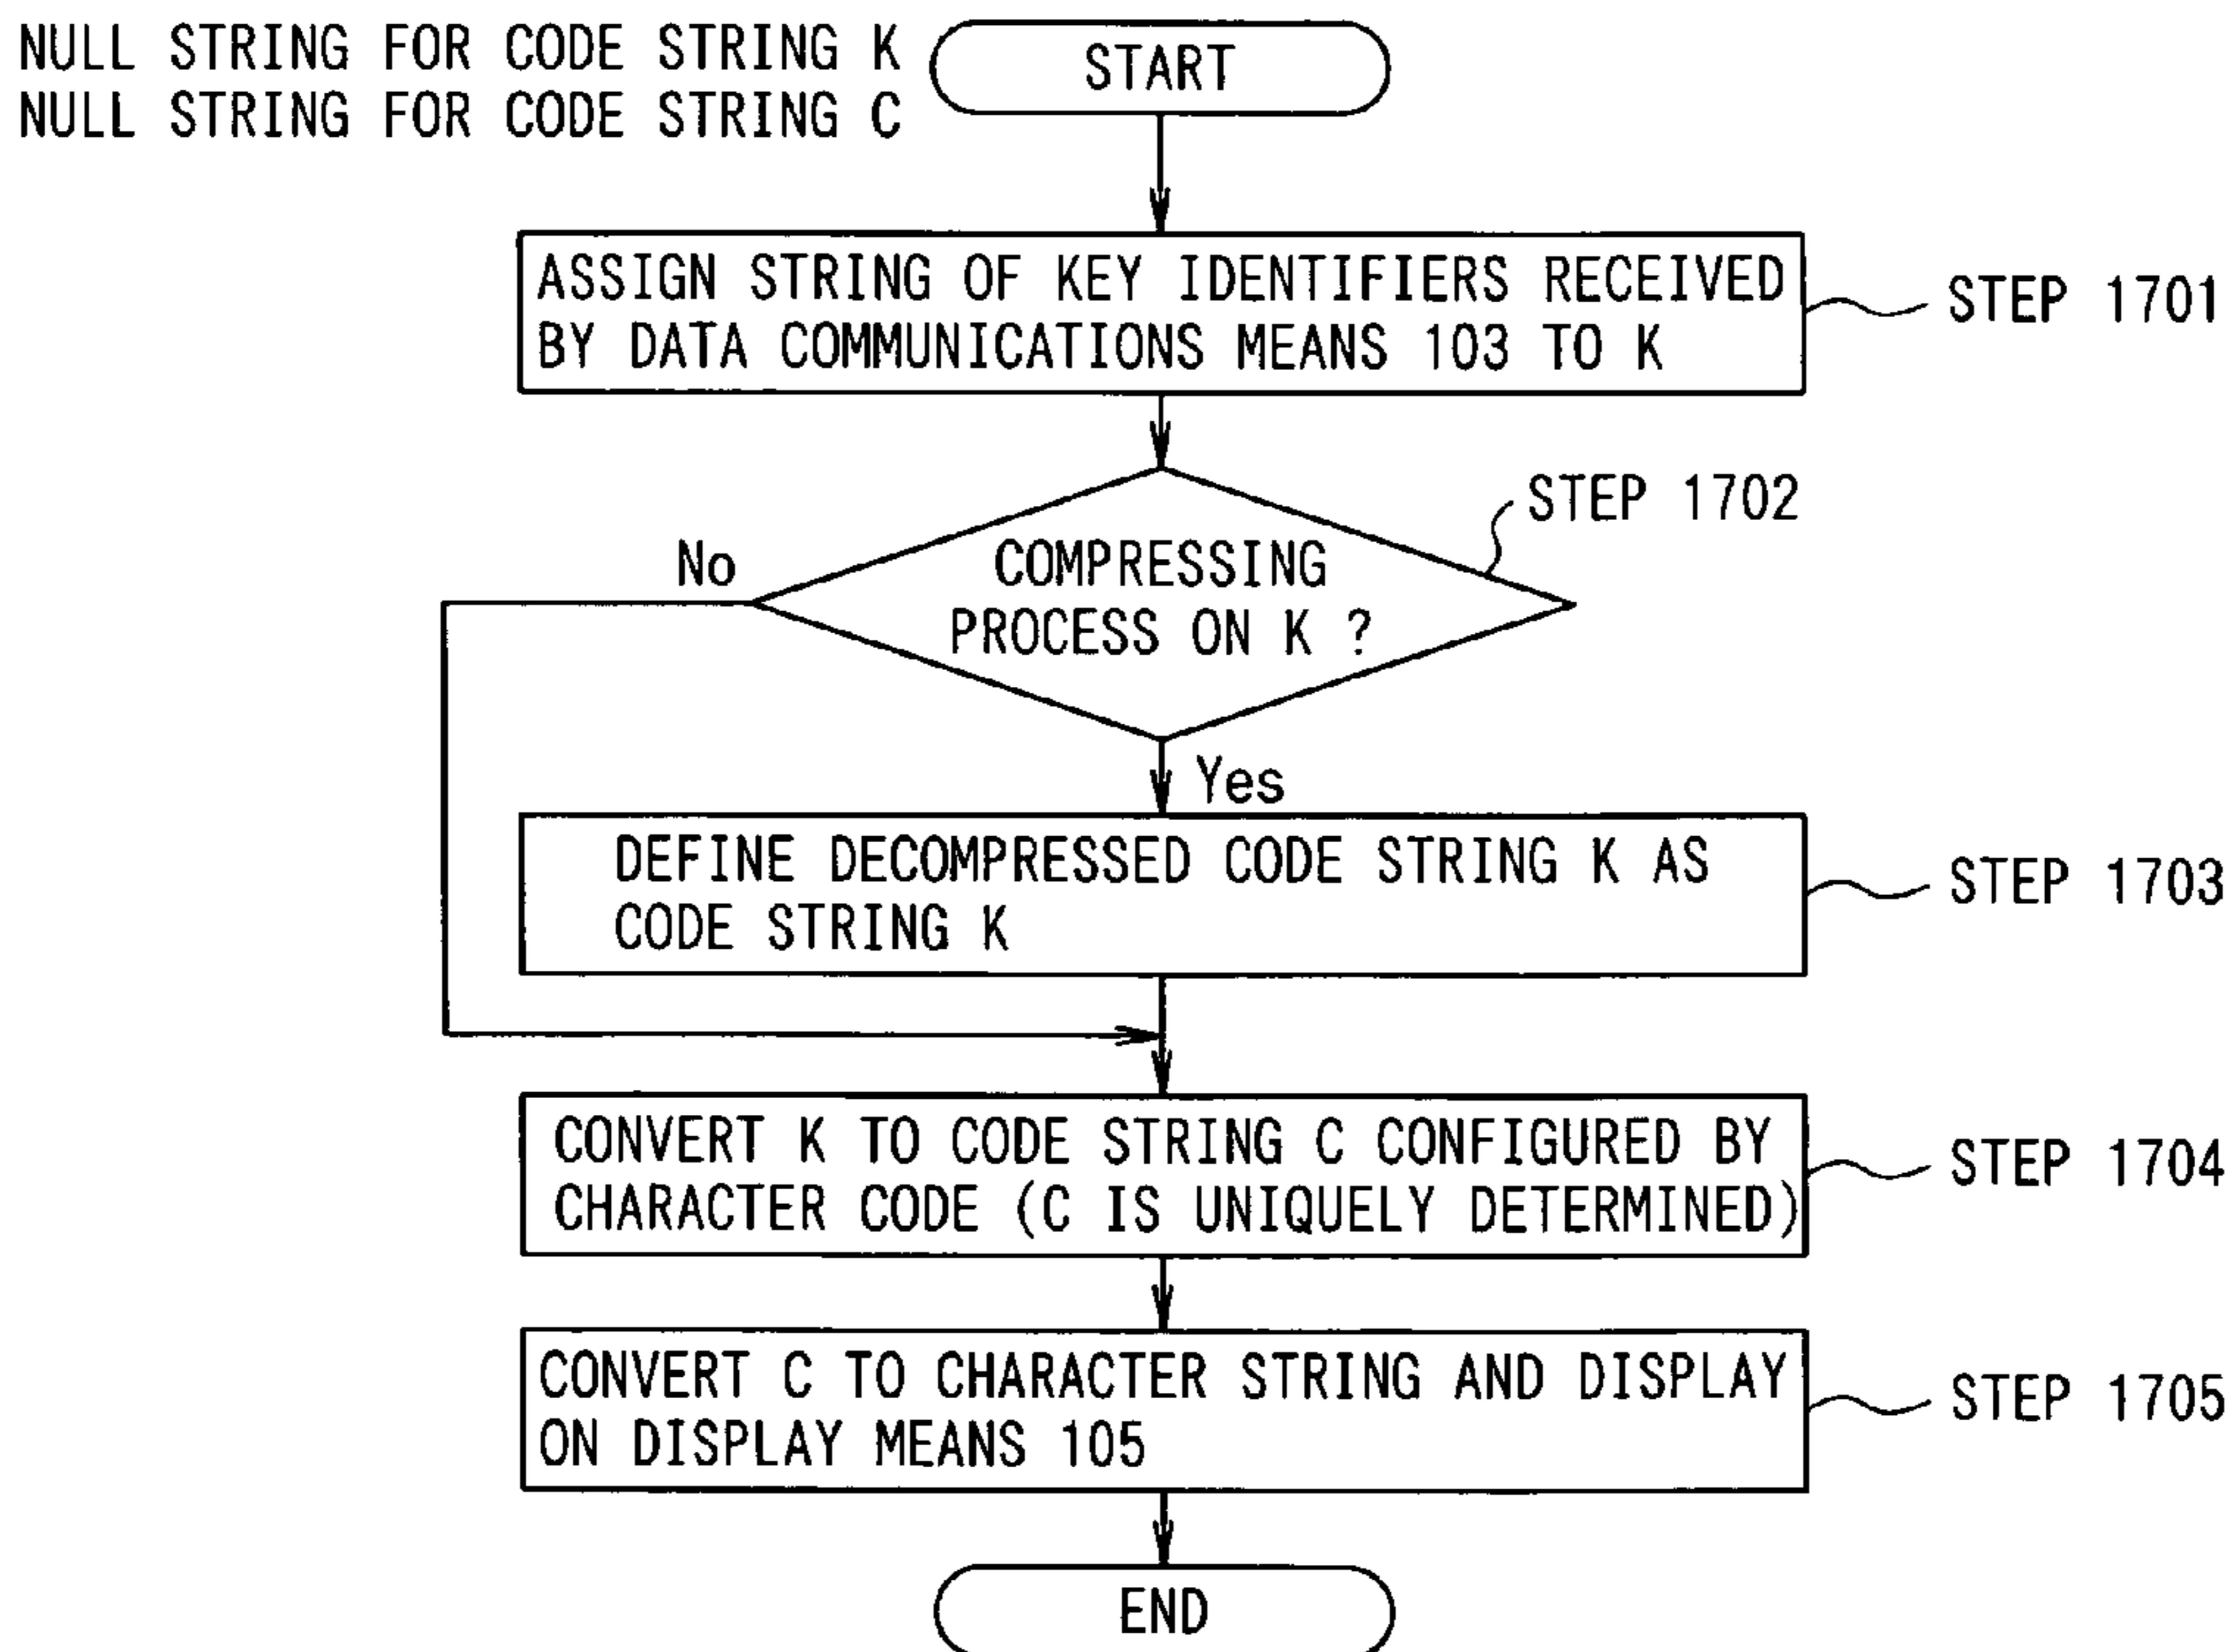 NULL STRING FOR CODE STRING K
NULL STRING FOR CODE STRING C
START
ASSIGN STRING OF KEY IDENTIFIERS RECEIVED
BY DATA COMMUNICATIONS MEANS 103 TO K
STEP 1701
STEP 1702
No
COMPRESSING
PROCESS ON K ?
Yes
DEFINE DECOMPRESSED CODE STRING K AS
CODE STRING K
STEP 1703
CONVERT K TO CODE STRING C CONFIGURED BY
CHARACTER CODE (C IS UNIQUELY DETERMINED)
STEP 1704
CONVERT C TO CHARACTER STRING AND DISPLAY
ON DISPLAY MEANS 105
STEP 1705
END